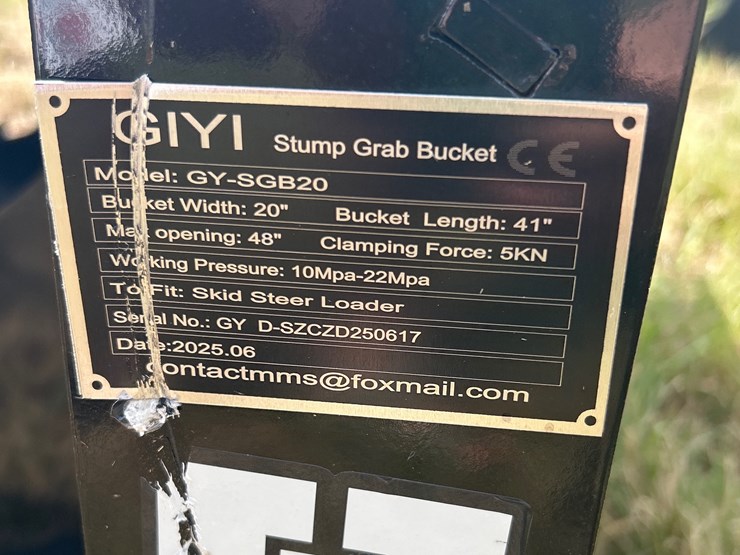 GIYI Stump Grab Bucket CE
Model: GY-SGB20
Bucket Width: 20" Bucket Length: 41"
Max opening: 48" Clamping Force: 5KN
Working Pressure: 10Mpa-22Mpa
To Fit: Skid Steer Loader
Serial No.: GY D-SZCZD250617
Date:2025.06
contactmms@foxmail.com